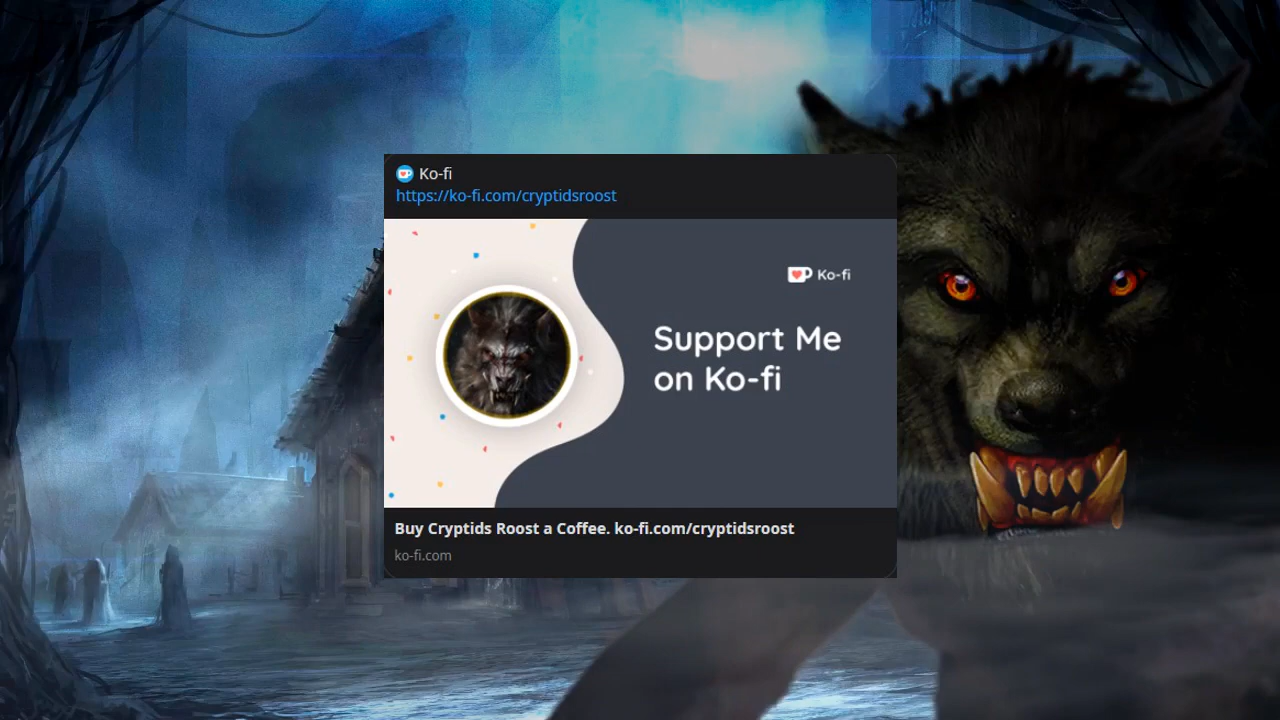 Ko-fi
https://ko-fi.com/cryptidsroost
Ko-fi
Support Me
on Ko-fi
Buy Cryptids Roost a Coffee. ko-fi.com/cryptidsroost
ko-fi.com